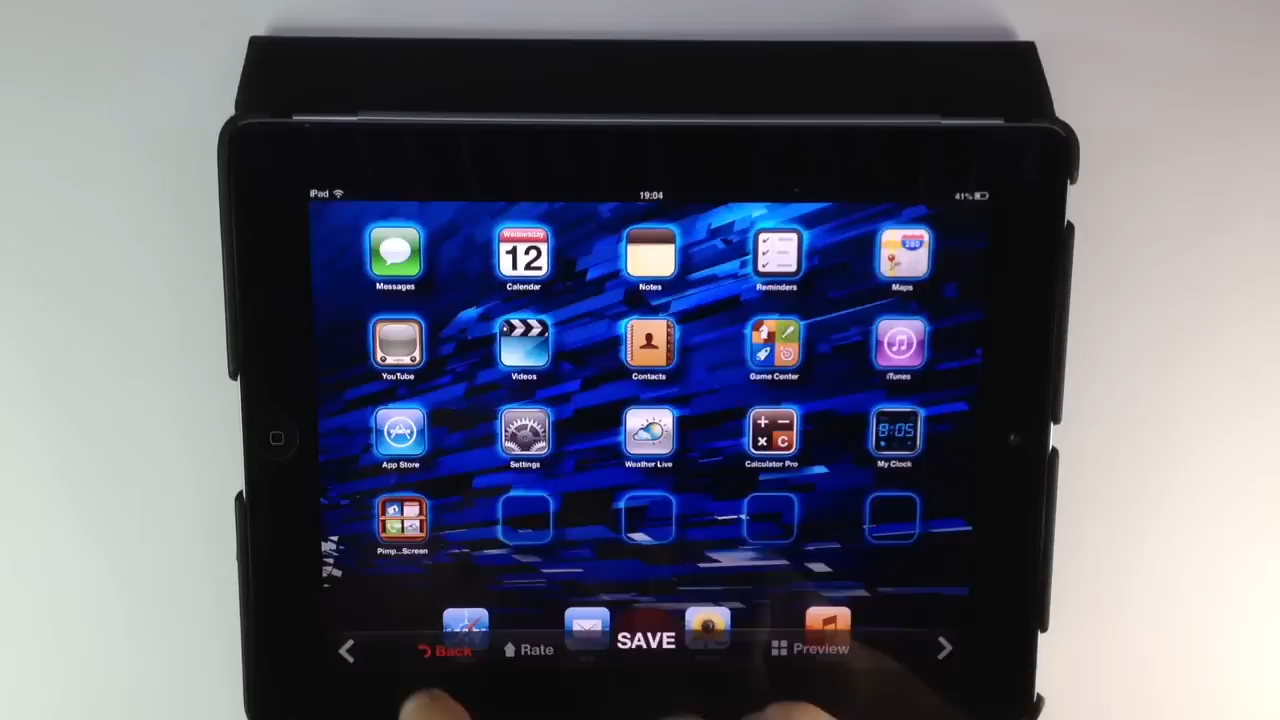 iPad 19:04 41%
Messages Wednesday 12 Calendar Notes Reminders 280 Maps
YouTube Videos Contacts Game Center iTunes
App Store Settings Weather Live + − × C Calculator Pro 8:05 My Clock
Pimp...Screen
Back Rate SAVE Preview